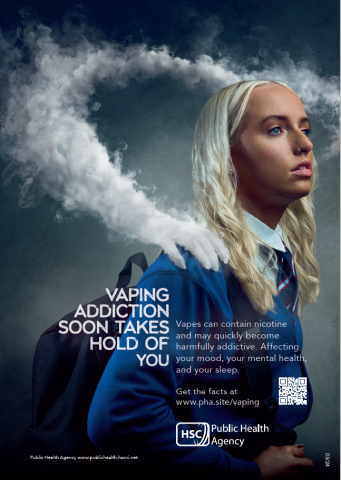 VAPING
ADDICTION
SOON TAKES
HOLD OF
YOU
Vapes can contain nicotine
and may quickly become
harmfully addictive. Affecting
your mood, your mental health,
and your sleep.
Get the facts at
www.pha.site/vaping
HSC Public Health
Agency
Public Health Agency www.publichealth.hscni.net
03/24